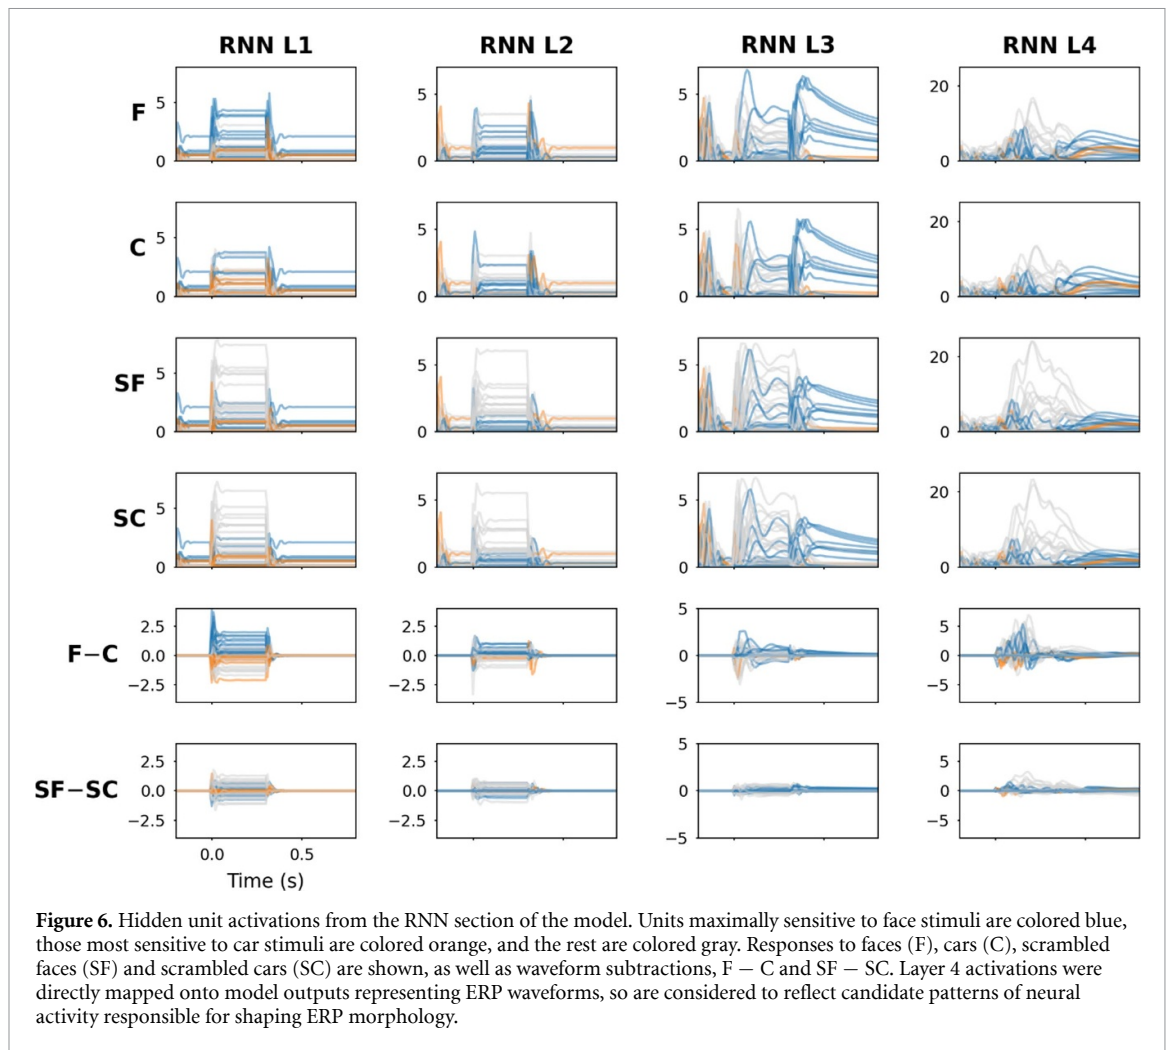 RNN L1 RNN L2 RNN L3 RNN L4
F 5 0 5 0 5 0 20 0
C 5 0 5 0 5 0 20 0
SF 5 0 5 0 5 0 20 0
SC 5 0 5 0 5 0 20 0
F−C 2.5 0.0 −2.5 2.5 0.0 −2.5 5 0 −5 5 0 −5
SF−SC 2.5 0.0 −2.5 2.5 0.0 −2.5 5 0 −5 5 0 −5
0.0 0.5
Time (s)
Figure 6. Hidden unit activations from the RNN section of the model. Units maximally sensitive to face stimuli are colored blue,
those most sensitive to car stimuli are colored orange, and the rest are colored gray. Responses to faces (F), cars (C), scrambled
faces (SF) and scrambled cars (SC) are shown, as well as waveform subtractions, F − C and SF − SC. Layer 4 activations were
directly mapped onto model outputs representing ERP waveforms, so are considered to reflect candidate patterns of neural
activity responsible for shaping ERP morphology.